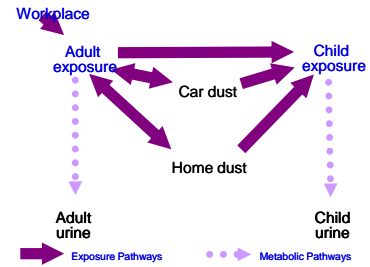 Workplace
Adult
exposure
Child
exposure
Car dust
Home dust
Adult
urine
Child
urine
Exposure Pathways
Metabolic Pathways